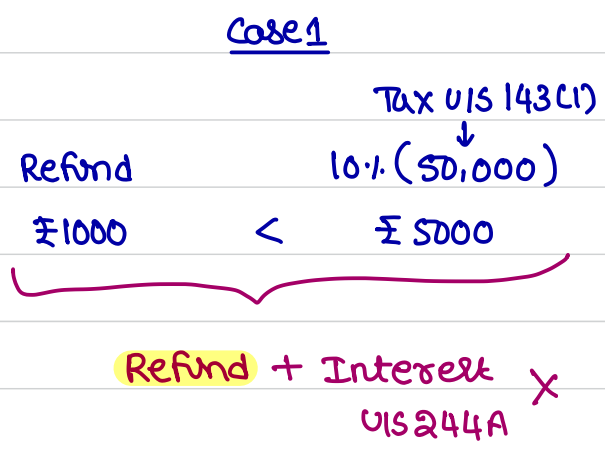 Case 1
Tax U/S 143(1)
↓
Refund 10% (50,000)
₹1000 < ₹5000
Refund + Interest X
U/S 244A